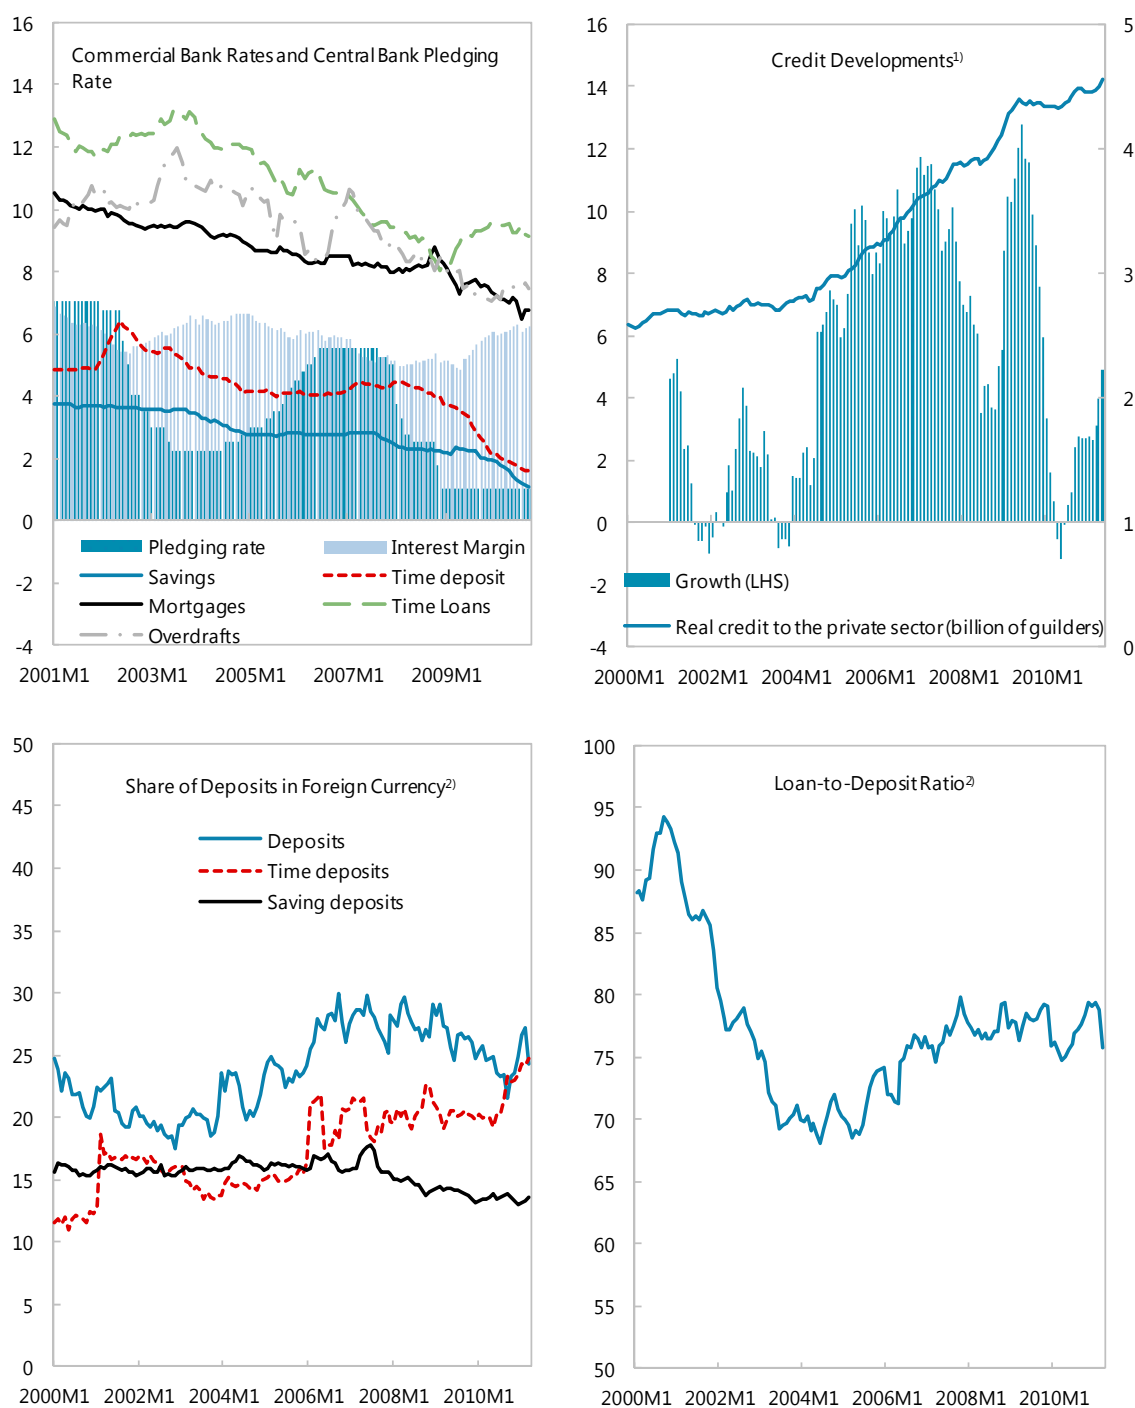 Commercial Bank Rates and Central Bank Pledging
Rate
16
14
12
10
8
6
4
2
0
-2
-4
Pledging rate
Interest Margin
Savings
Time deposit
Mortgages
Time Loans
Overdrafts
2001M1 2003M1 2005M1 2007M1 2009M1
Credit Developments1)
16
14
12
10
8
6
4
2
0
-2
-4
5
4
3
2
1
0
Growth (LHS)
Real credit to the private sector (billion of guilders)
2000M1 2002M1 2004M1 2006M1 2008M1 2010M1
Share of Deposits in Foreign Currency2)
50
45
40
35
30
25
20
15
10
5
0
Deposits
Time deposits
Saving deposits
2000M1 2002M1 2004M1 2006M1 2008M1 2010M1
Loan-to-Deposit Ratio2)
100
95
90
85
80
75
70
65
60
55
50
2000M1 2002M1 2004M1 2006M1 2008M1 2010M1